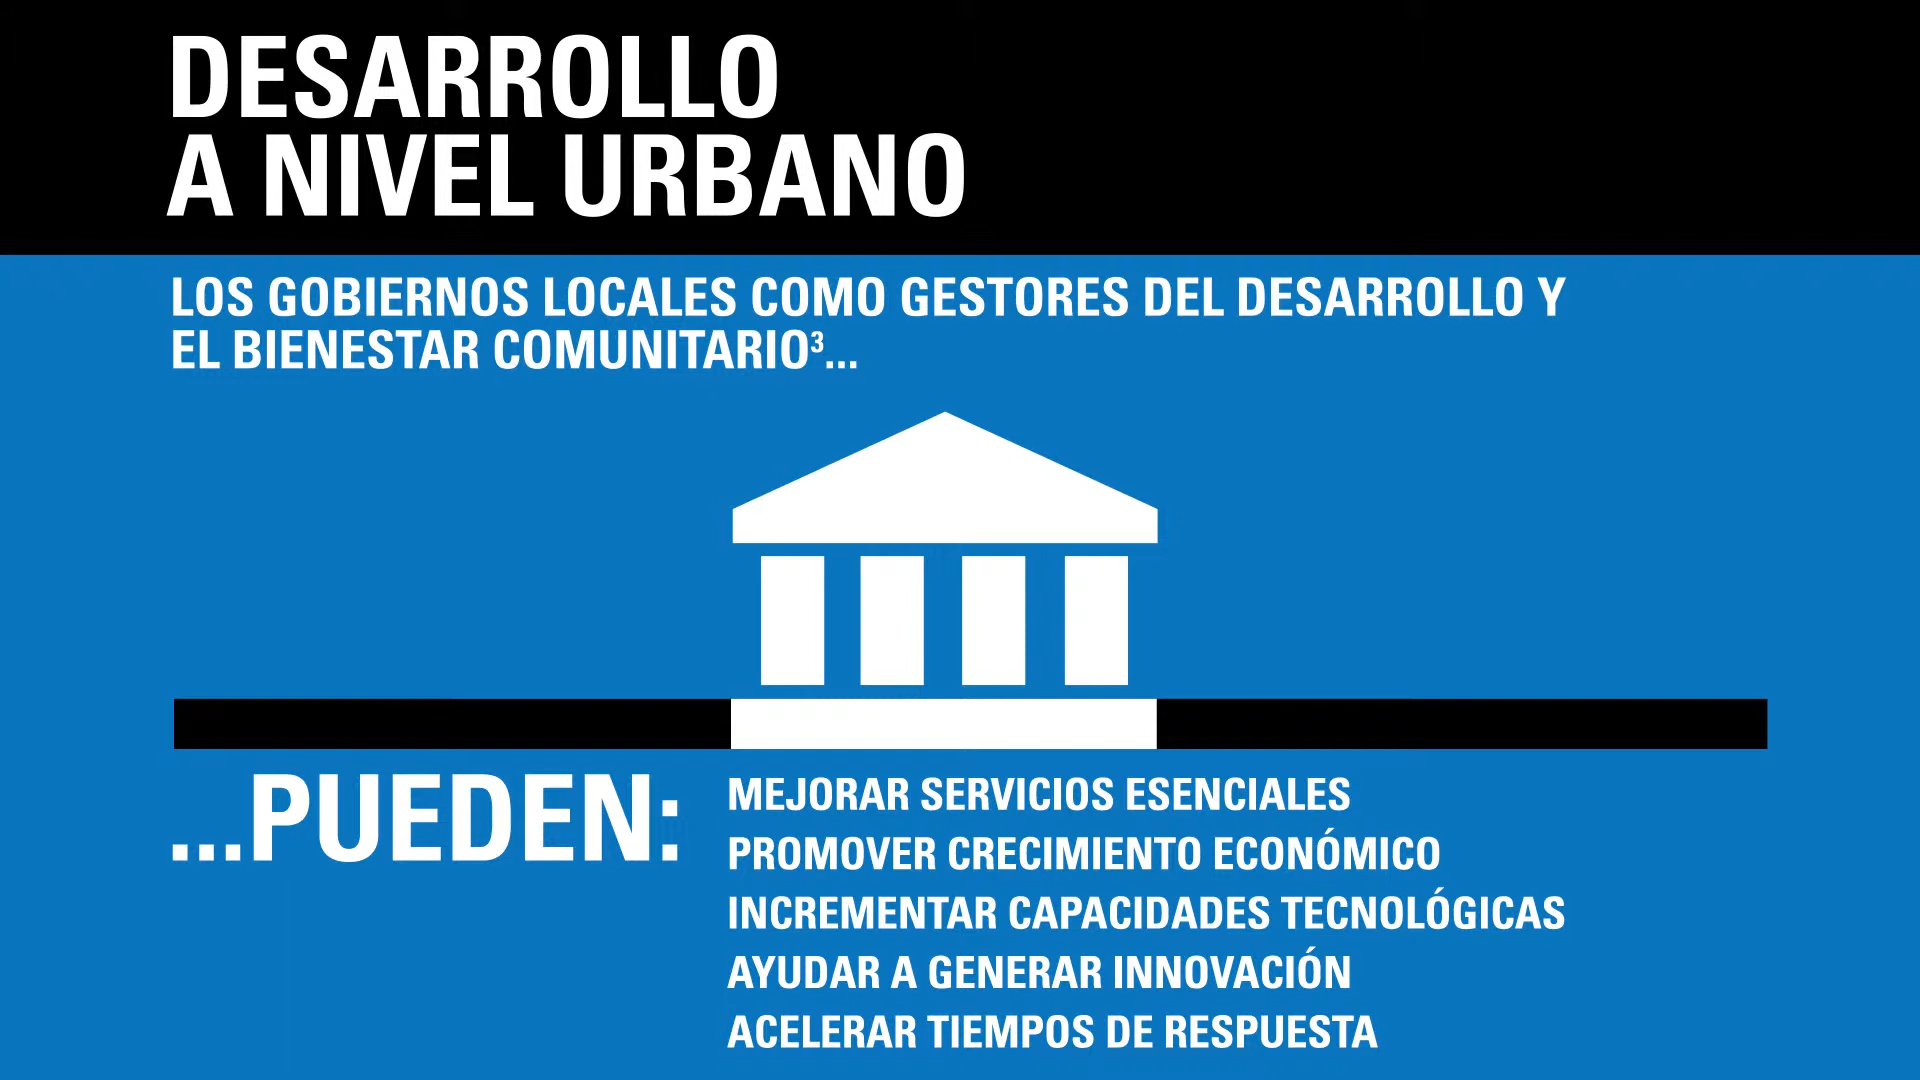 DESARROLLO
A NIVEL URBANO
LOS GOBIERNOS LOCALES COMO GESTORES DEL DESARROLLO Y
EL BIENESTAR COMUNITARIO³...
...PUEDEN:
MEJORAR SERVICIOS ESENCIALES
PROMOVER CRECIMIENTO ECONÓMICO
INCREMENTAR CAPACIDADES TECNOLÓGICAS
AYUDAR A GENERAR INNOVACIÓN
ACELERAR TIEMPOS DE RESPUESTA